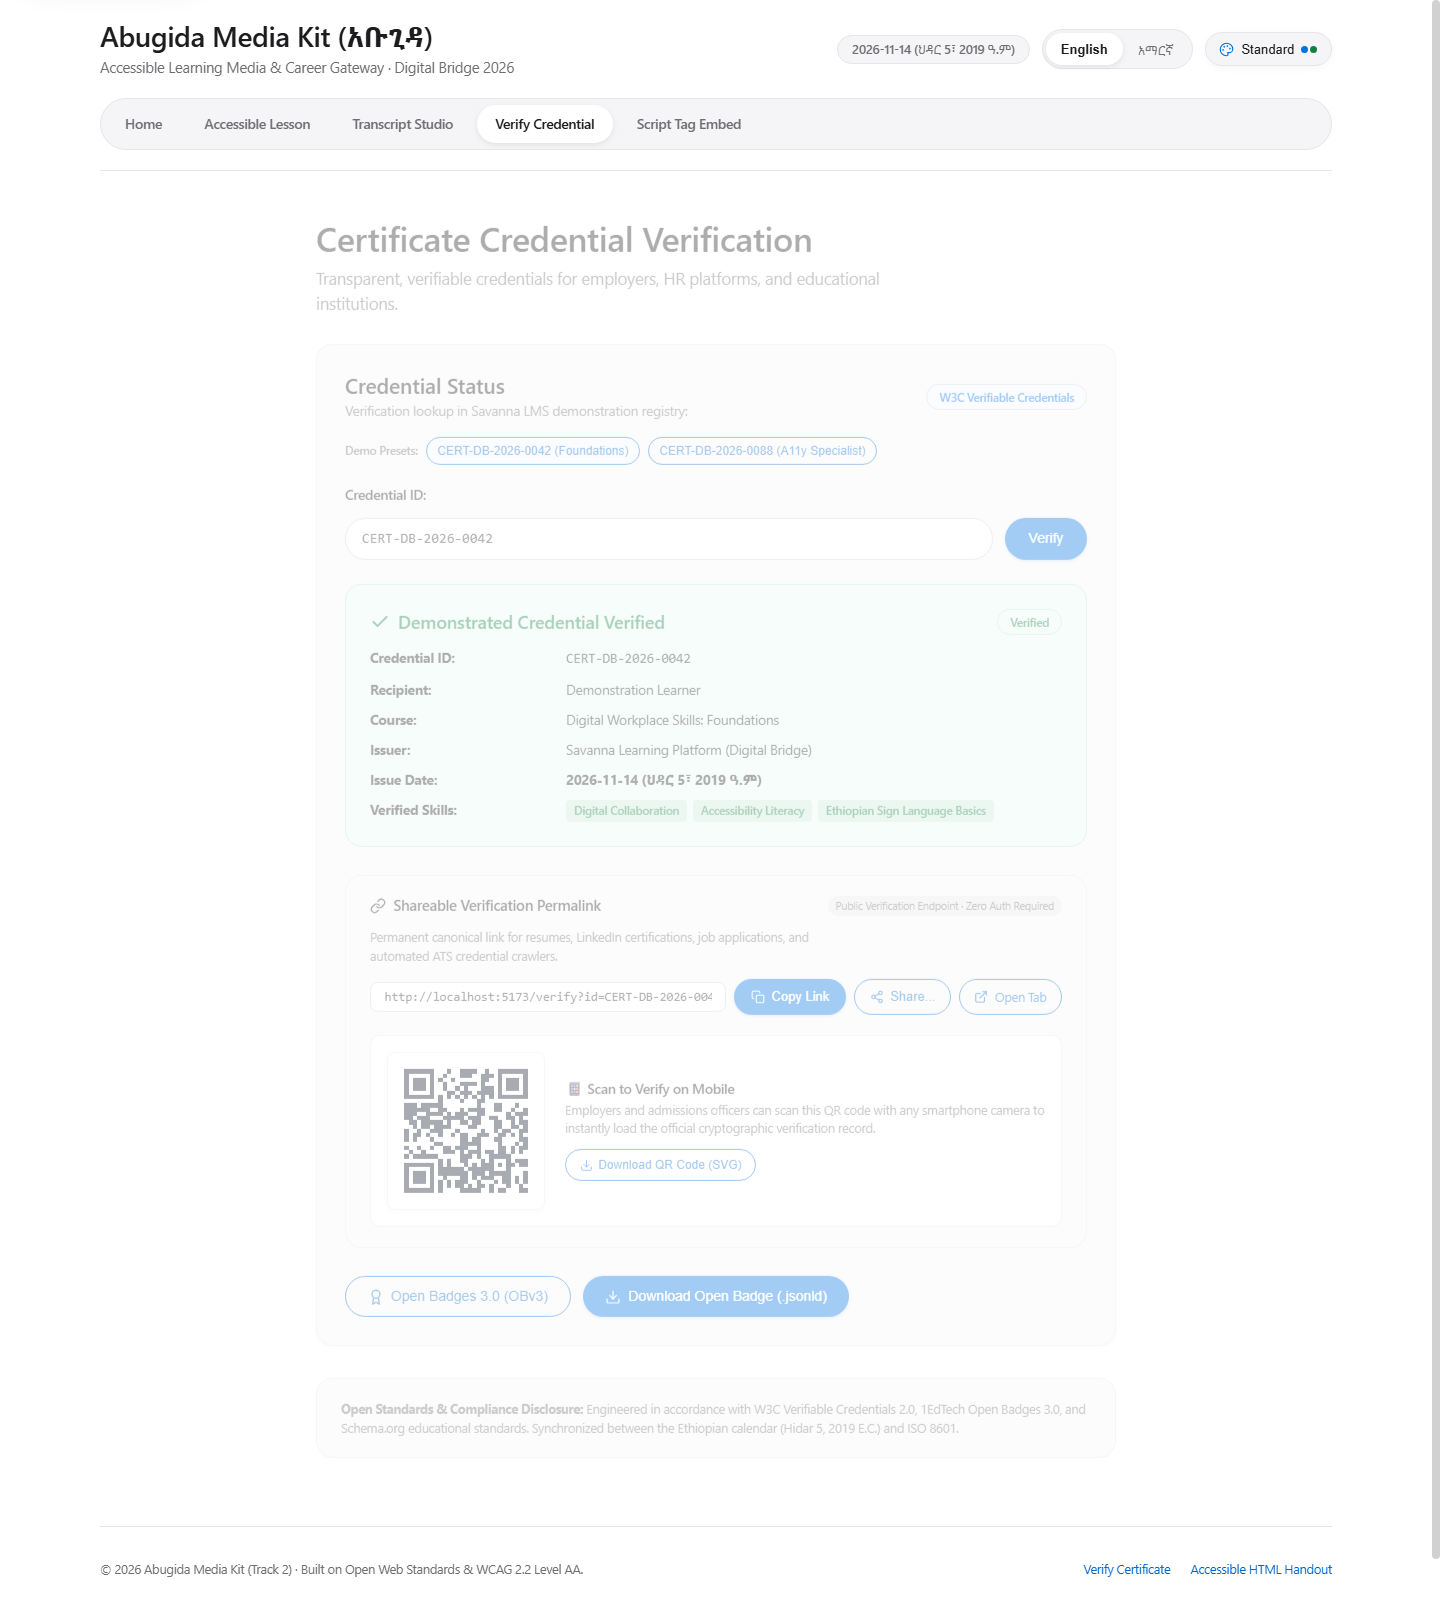 Abugida Media Kit (አቡጊዳ)
Accessible Learning Media & Career Gateway · Digital Bridge 2026
2026-11-14 (ህዳር 5፣ 2019 ዓ.ም)
English
አማርኛ
Standard
Home
Accessible Lesson
Transcript Studio
Verify Credential
Script Tag Embed
Certificate Credential Verification
Transparent, verifiable credentials for employers, HR platforms, and educational
institutions.
Credential Status
Verification lookup in Savanna LMS demonstration registry:
W3C Verifiable Credentials
Demo Presets:
CERT-DB-2026-0042 (Foundations)
CERT-DB-2026-0088 (A11y Specialist)
Credential ID:
CERT-DB-2026-0042
Verify
Demonstrated Credential Verified
Verified
Credential ID: CERT-DB-2026-0042
Recipient: Demonstration Learner
Course: Digital Workplace Skills: Foundations
Issuer: Savanna Learning Platform (Digital Bridge)
Issue Date: 2026-11-14 (ህዳር 5፣ 2019 ዓ.ም)
Verified Skills: Digital Collaboration Accessibility Literacy Ethiopian Sign Language Basics
Shareable Verification Permalink
Public Verification Endpoint · Zero Auth Required
Permanent canonical link for resumes, LinkedIn certifications, job applications, and
automated ATS credential crawlers.
http://localhost:5173/verify?id=CERT-DB-2026-004
Copy Link
Share...
Open Tab
Scan to Verify on Mobile
Employers and admissions officers can scan this QR code with any smartphone camera to
instantly load the official cryptographic verification record.
Download QR Code (SVG)
Open Badges 3.0 (OBv3)
Download Open Badge (.jsonld)
Open Standards & Compliance Disclosure: Engineered in accordance with W3C Verifiable Credentials 2.0, 1EdTech Open Badges 3.0, and
Schema.org educational standards. Synchronized between the Ethiopian calendar (Hidar 5, 2019 E.C.) and ISO 8601.
© 2026 Abugida Media Kit (Track 2) · Built on Open Web Standards & WCAG 2.2 Level AA.
Verify Certificate
Accessible HTML Handout